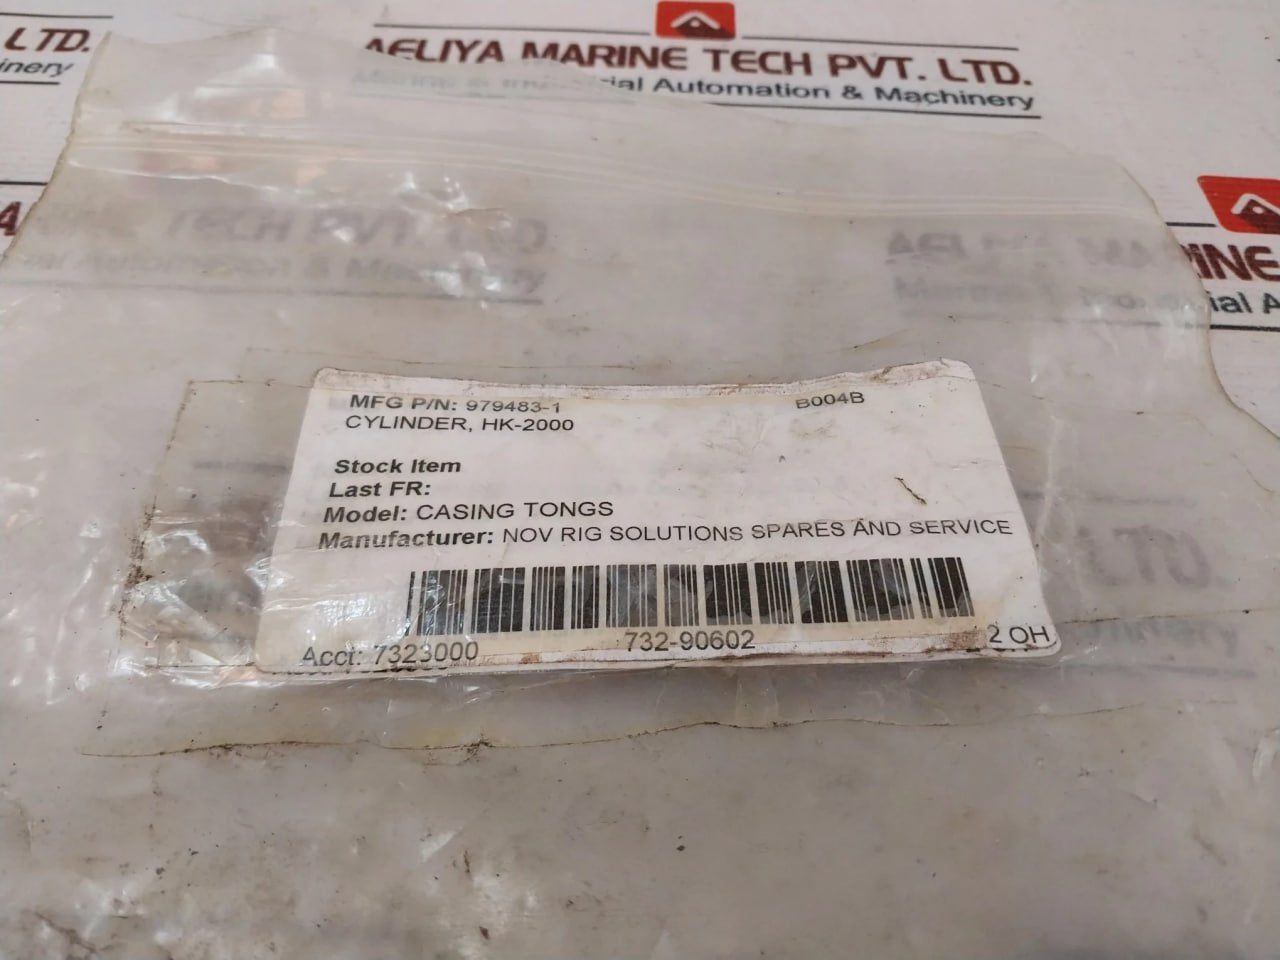 LTD.
AELIYA MARINE TECH PVT. LTD.
Automation & Machinery
MFG P/N: 979483-1 B004B
CYLINDER, HK-2000
Stock Item
Last FR:
Model: CASING TONGS
Manufacturer: NOV RIG SOLUTIONS SPARES AND SERVICE
Acct: 7323000 732-90602 2 OH